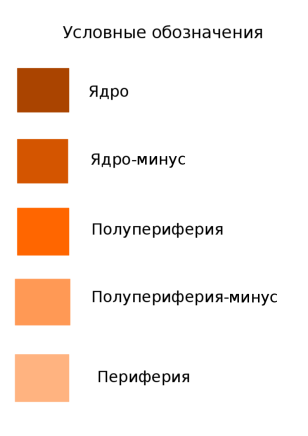 Условные обозначения
Ядро
Ядро-минус
Полупериферия
Полупериферия-минус
Периферия